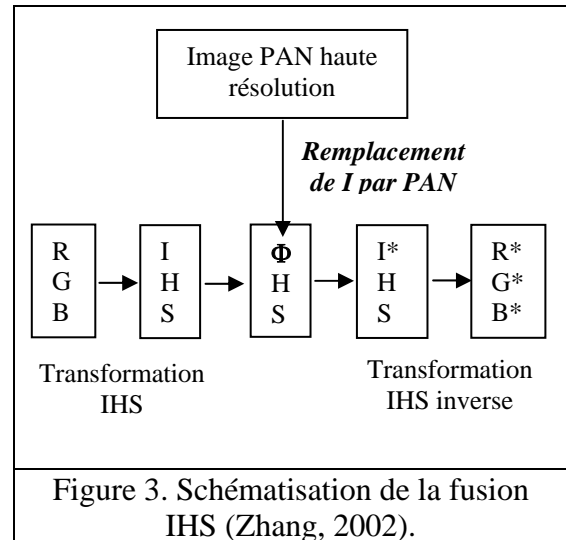 Image PAN haute
résolution
Remplacement
de I par PAN
R
G
B
I
H
S
Φ
H
S
I*
H
S
R*
G*
B*
Transformation
IHS
Transformation
IHS inverse
Figure 3. Schématisation de la fusion
IHS (Zhang, 2002).